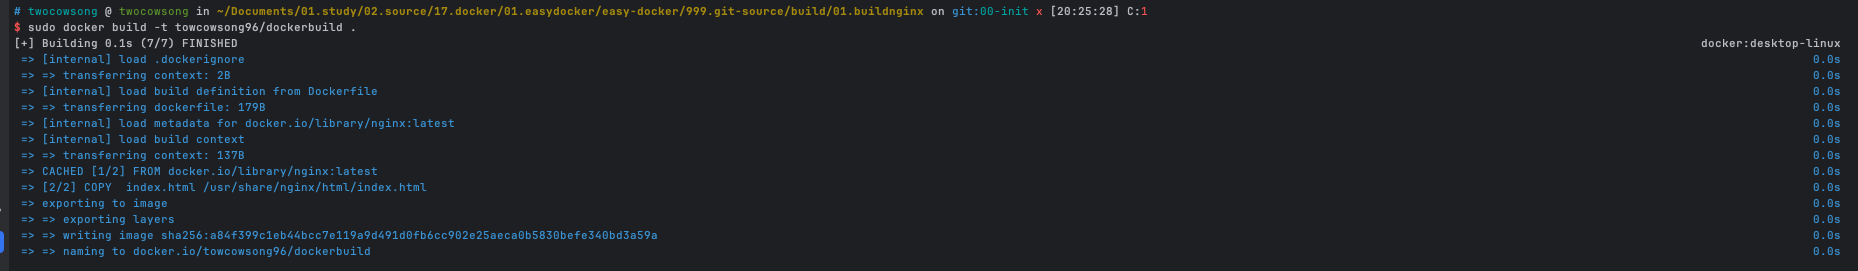 # twocowsong @ twocowsong in ~/Documents/01.study/02.source/17.docker/01.easydocker/easy-docker/999.git-source/build/01.buildnginx on git:00-init x [20:25:28] C:1
$ sudo docker build -t towcowsong96/dockerbuild .
[+] Building 0.1s (7/7) FINISHED docker:desktop-linux
=> [internal] load .dockerignore 0.0s
=> => transferring context: 2B 0.0s
=> [internal] load build definition from Dockerfile 0.0s
=> => transferring dockerfile: 179B 0.0s
=> [internal] load metadata for docker.io/library/nginx:latest 0.0s
=> [internal] load build context 0.0s
=> => transferring context: 137B 0.0s
=> CACHED [1/2] FROM docker.io/library/nginx:latest 0.0s
=> [2/2] COPY  index.html /usr/share/nginx/html/index.html 0.0s
=> exporting to image 0.0s
=> => exporting layers 0.0s
=> => writing image sha256:a84f399c1eb44bcc7e119a9d491d0fb6cc902e25aeca0b5830befe340bd3a59a 0.0s
=> => naming to docker.io/towcowsong96/dockerbuild 0.0s